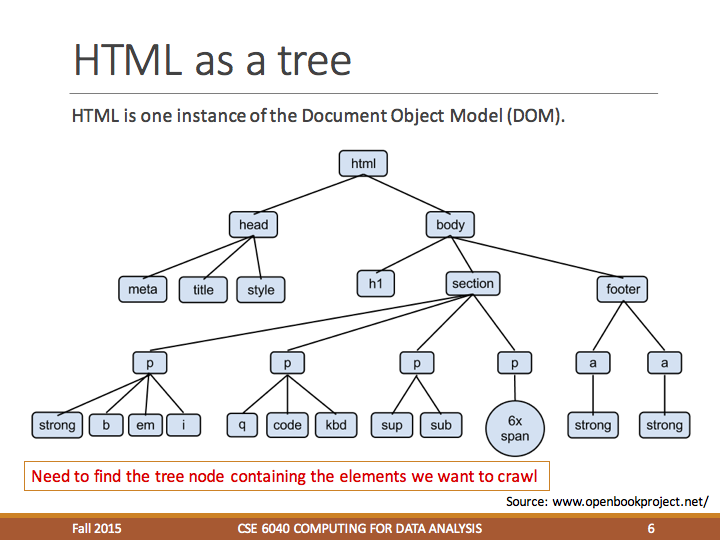 HTML as a tree
HTML is one instance of the Document Object Model (DOM).
html
head body
meta title style h1 section footer
p p p p a a
strong b em i q code kbd sup sub 6x span strong strong
Need to find the tree node containing the elements we want to crawl
Source: www.openbookproject.net/
Fall 2015 CSE 6040 COMPUTING FOR DATA ANALYSIS 6